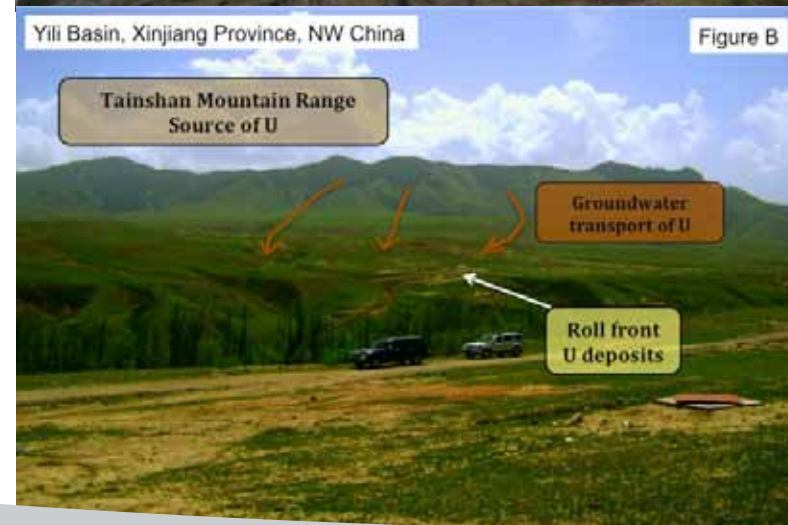 Yili Basin, Xinjiang Province, NW China
Figure B
Tainshan Mountain Range
Source of U
Groundwater
transport of U
Roll front
U deposits